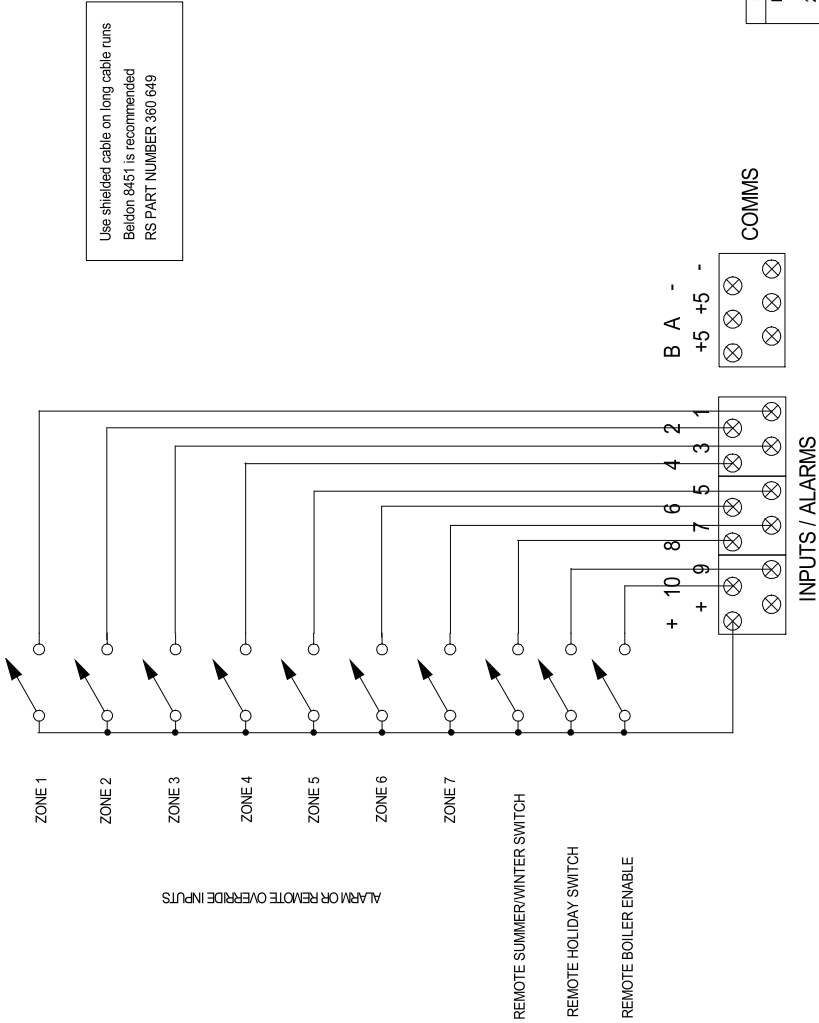 Use shielded cable on long cable runs
Beldon 8451 is recommended
RS PART NUMBER 360 649
ZONE 1
ZONE 2
ZONE 3
ZONE 4
ZONE 5
ZONE 6
ZONE 7
ALARM OR REMOTE OVERRIDE INPUTS
REMOTE SUMMER/WINTER SWITCH
REMOTE HOLIDAY SWITCH
REMOTE BOILER ENABLE
+ 10 8 6 4 2
+ 9 7 5 3 1
INPUTS / ALARMS
B A -
+5 +5 -
COMMS